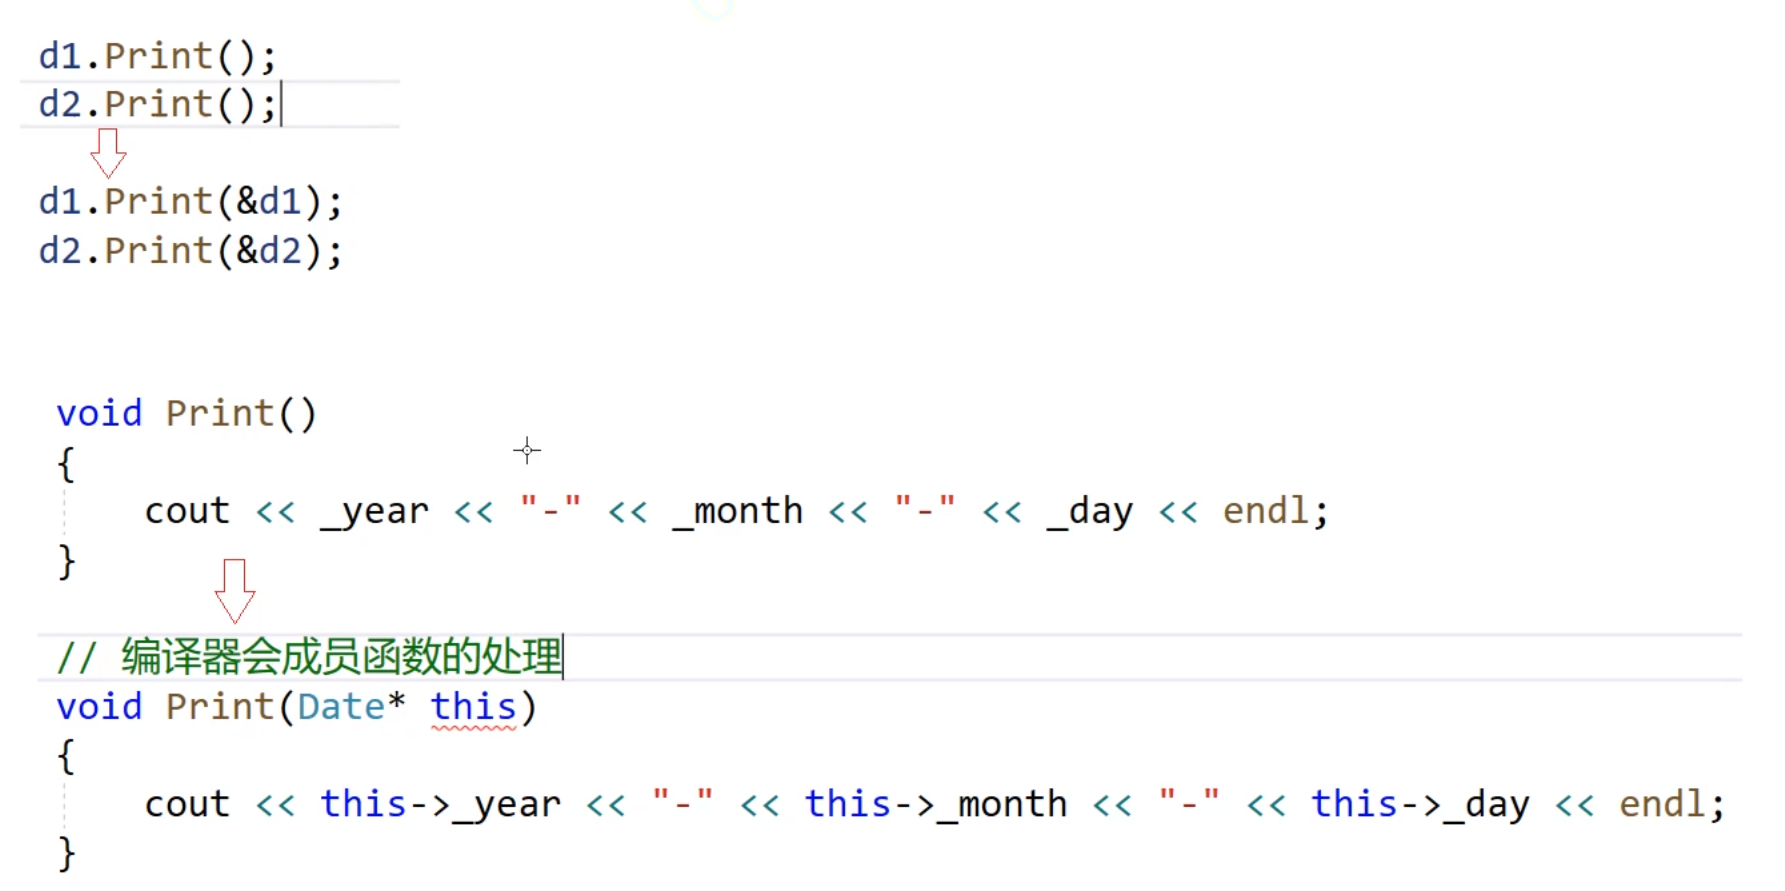 d1.Print();
d2.Print();
d1.Print(&d1);
d2.Print(&d2);
void Print()
{
cout << _year << "-" << _month << "-" << _day << endl;
}
// 编译器会成员函数的处理
void Print(Date* this)
{
cout << this->_year << "-" << this->_month << "-" << this->_day << endl;
}